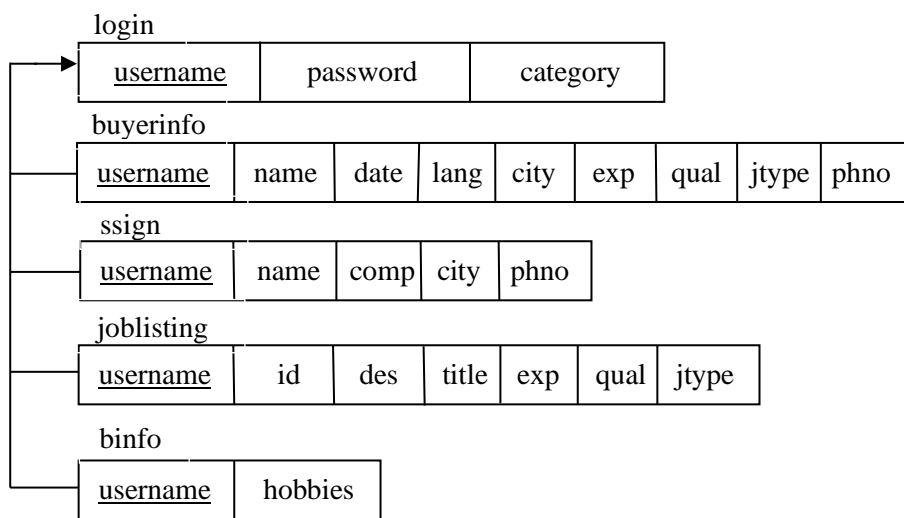 login
username password category
buyerinfo
username name date lang city exp qual jtype phno
ssign
username name comp city phno
joblisting
username id des title exp qual jtype
binfo
username hobbies